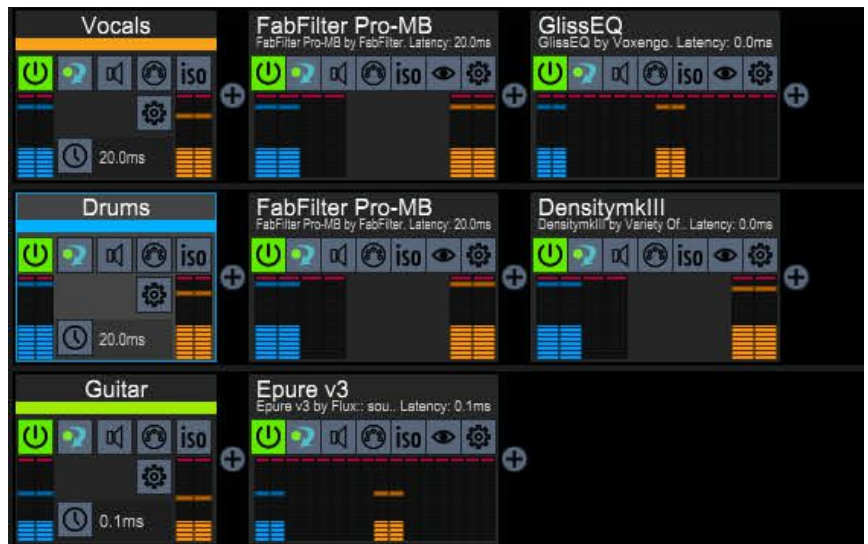 Vocals
FabFilter Pro-MB
FabFilter Pro-MB by FabFilter. Latency: 20.0ms
GlissEQ
GlissEQ by Voxengo. Latency: 0.0ms
iso
iso
iso
20.0ms
Drums
FabFilter Pro-MB
FabFilter Pro-MB by FabFilter. Latency: 20.0ms
DensitymkIII
DensitymkIII by Variety Of.. Latency: 0.0ms
iso
iso
iso
20.0ms
Guitar
Epure v3
Epure v3 by Flux:: sou.. Latency: 0.1ms
iso
iso
0.1ms